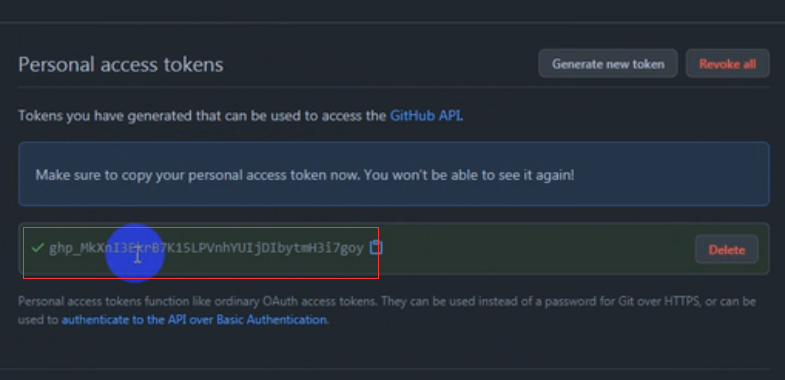 Personal access tokens
Generate new token
Revoke all
Tokens you have generated that can be used to access the GitHub API.
Make sure to copy your personal access token now. You won't be able to see it again!
Delete
Personal access tokens function like ordinary OAuth access tokens. They can be used instead of a password for Git over HTTPS, or can be
used to authenticate to the API over Basic Authentication.